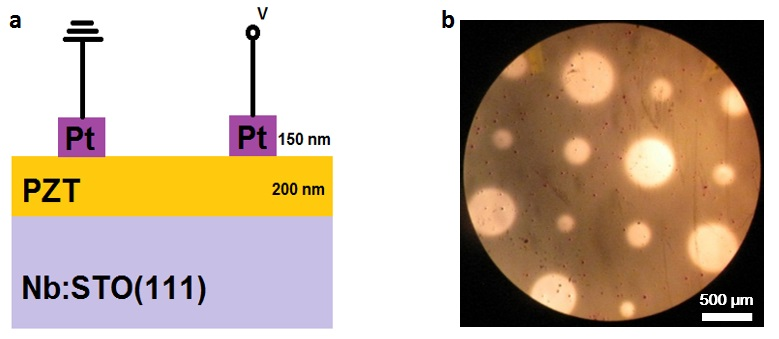 a
V
Pt
Pt
150 nm
PZT
200 nm
Nb:STO(111)
b
500 µm